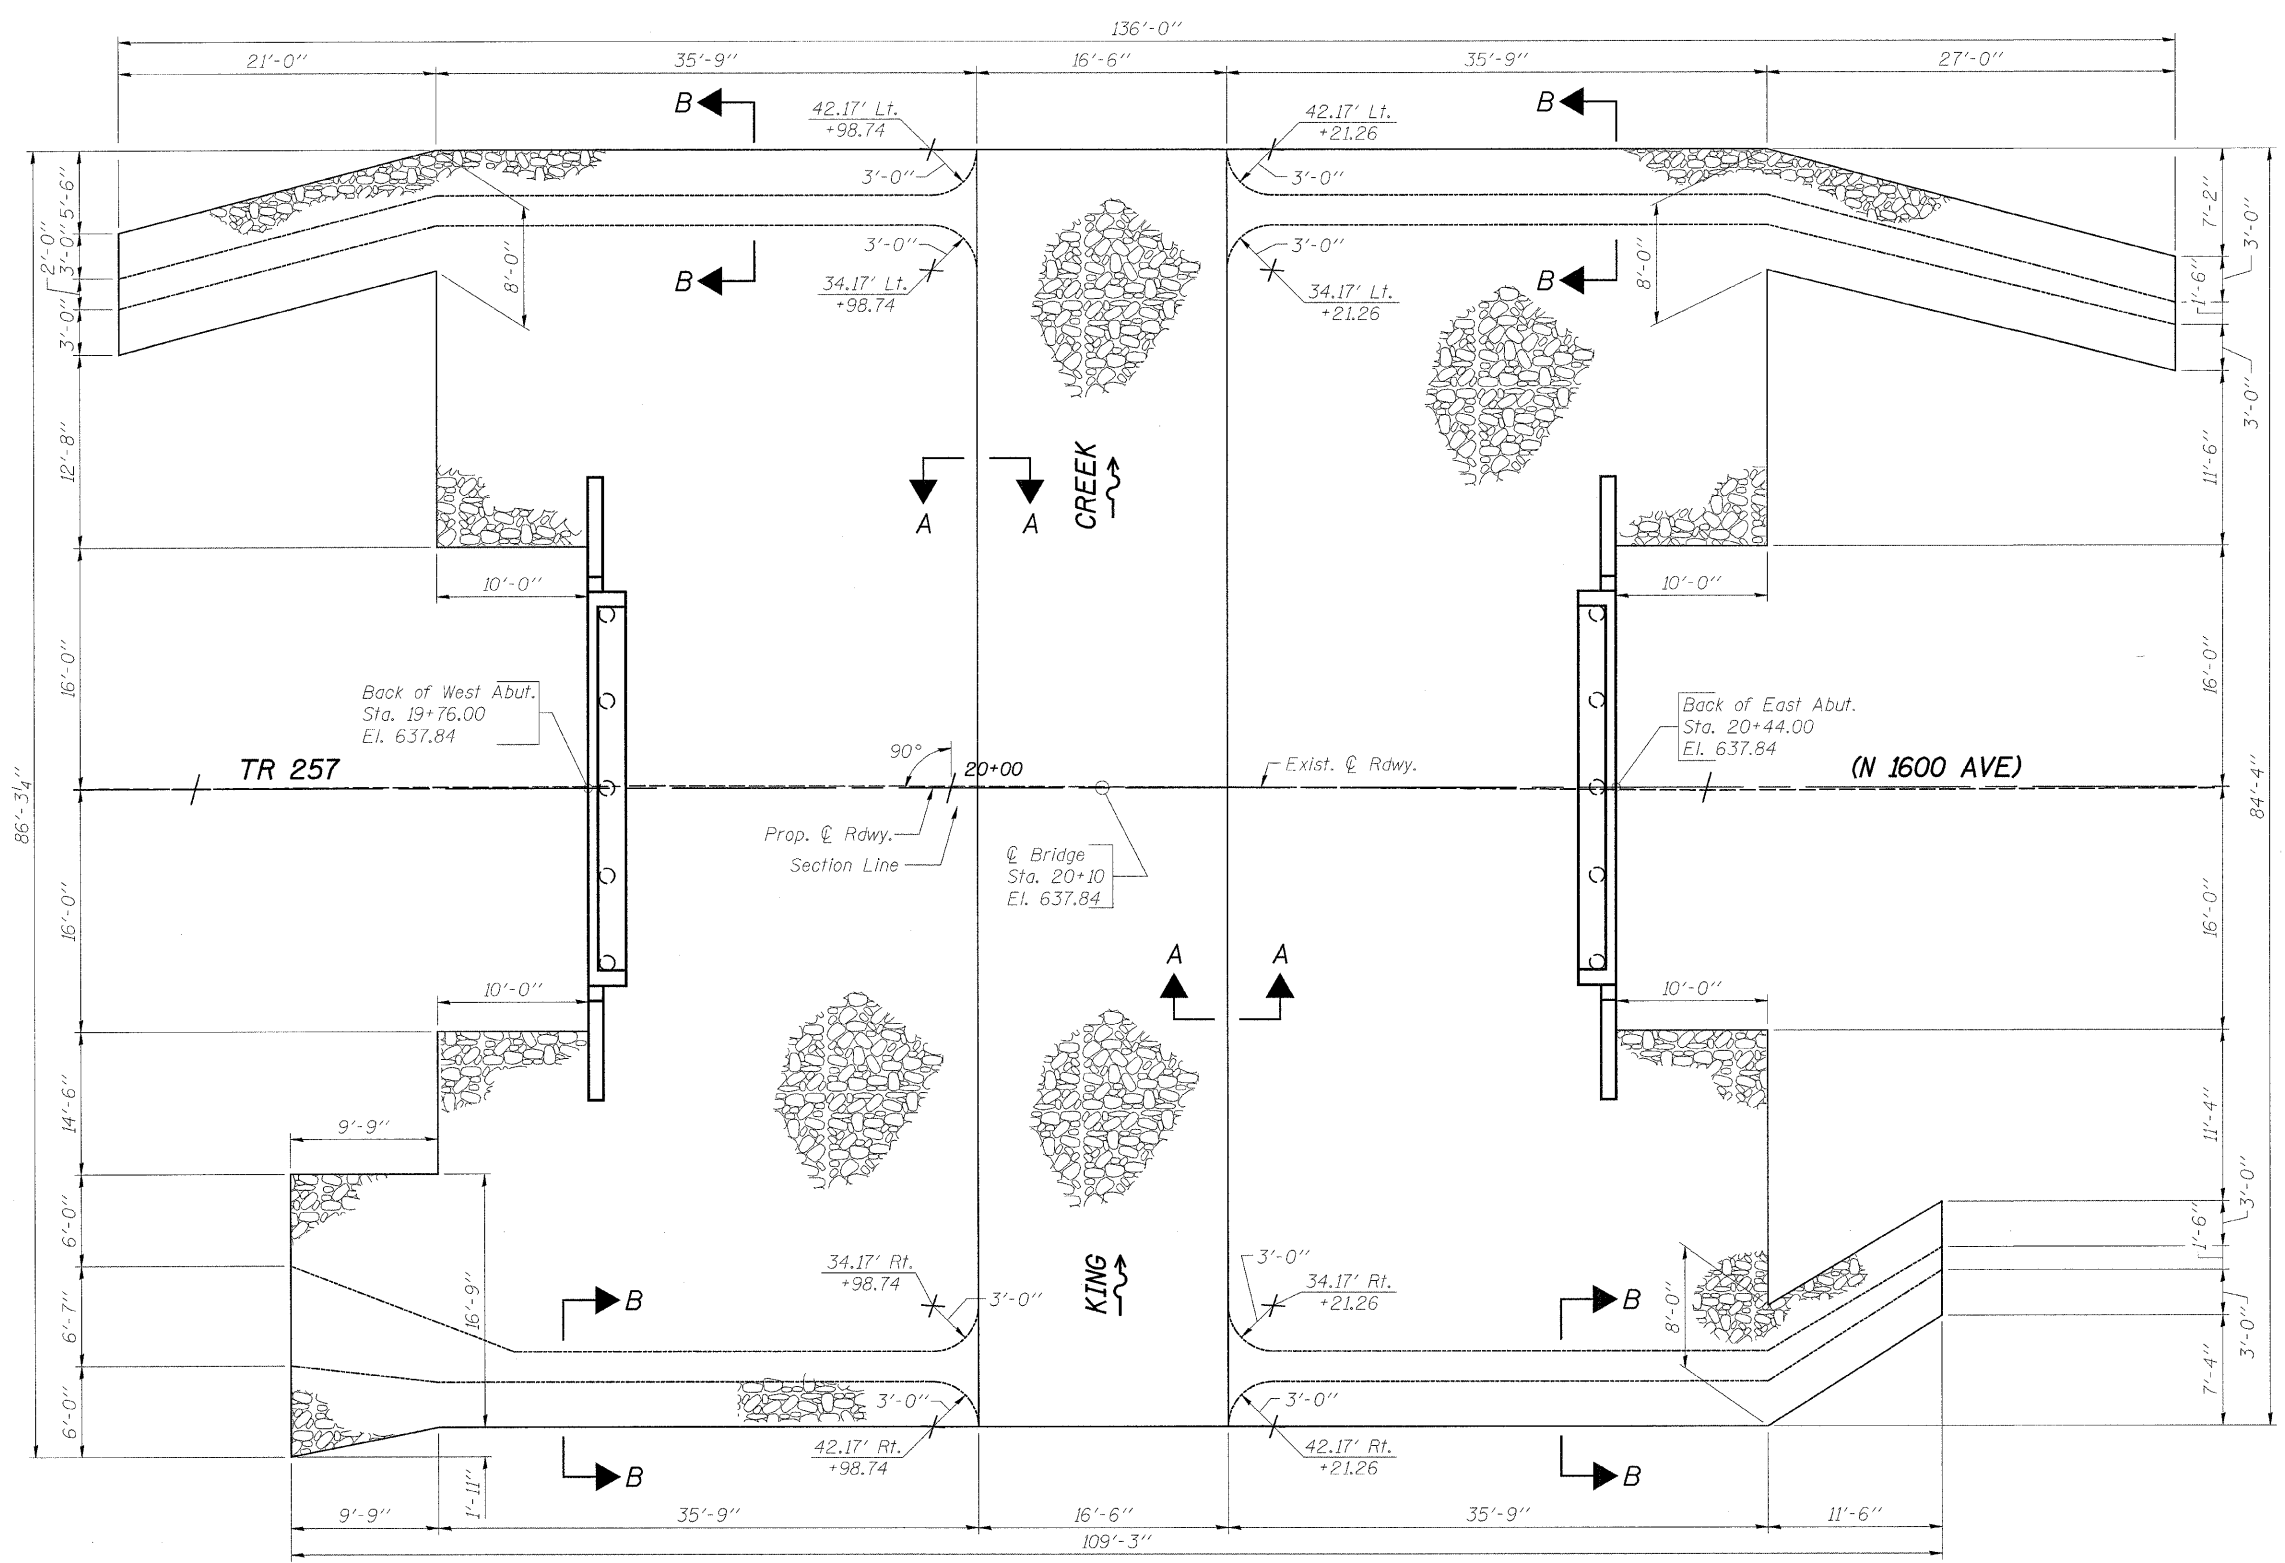 136'-0"
21'-0"
35'-9"
16'-6"
35'-9"
27'-0"
B
B
42.17' Lt.
+98.74
42.17' Lt.
+21.26
3'-0"
3'-0"
5'-6"
2'-0"
3'-0"
3'-0"
7'-2"
3'-0"
1'-6"
3'-0"
8'-0"
8'-0"
3'-0"
3'-0"
B
B
34.17' Lt.
+98.74
34.17' Lt.
+21.26
12'-8"
11'-6"
A
A
CREEK
10'-0"
10'-0"
16'-0"
16'-0"
Back of West Abut.
Sta. 19+76.00
El. 637.84
Back of East Abut.
Sta. 20+44.00
El. 637.84
90°
20+00
Exist. ℄ Rdwy.
TR 257
(N 1600 AVE)
86'-3¼"
84'-4"
Prop. ℄ Rdwy.
Section Line
℄ Bridge
Sta. 20+10
El. 637.84
16'-0"
16'-0"
A
A
10'-0"
10'-0"
14'-6"
11'-4"
9'-9"
6'-0"
6'-7"
6'-0"
16'-9"
3'-0"
1'-6"
3'-0"
7'-4"
34.17' Rt.
+98.74
3'-0"
KING
3'-0"
34.17' Rt.
+21.26
B
B
8'-0"
3'-0"
3'-0"
42.17' Rt.
+98.74
42.17' Rt.
+21.26
B
B
1'-11"
9'-9"
35'-9"
16'-6"
35'-9"
11'-6"
109'-3"